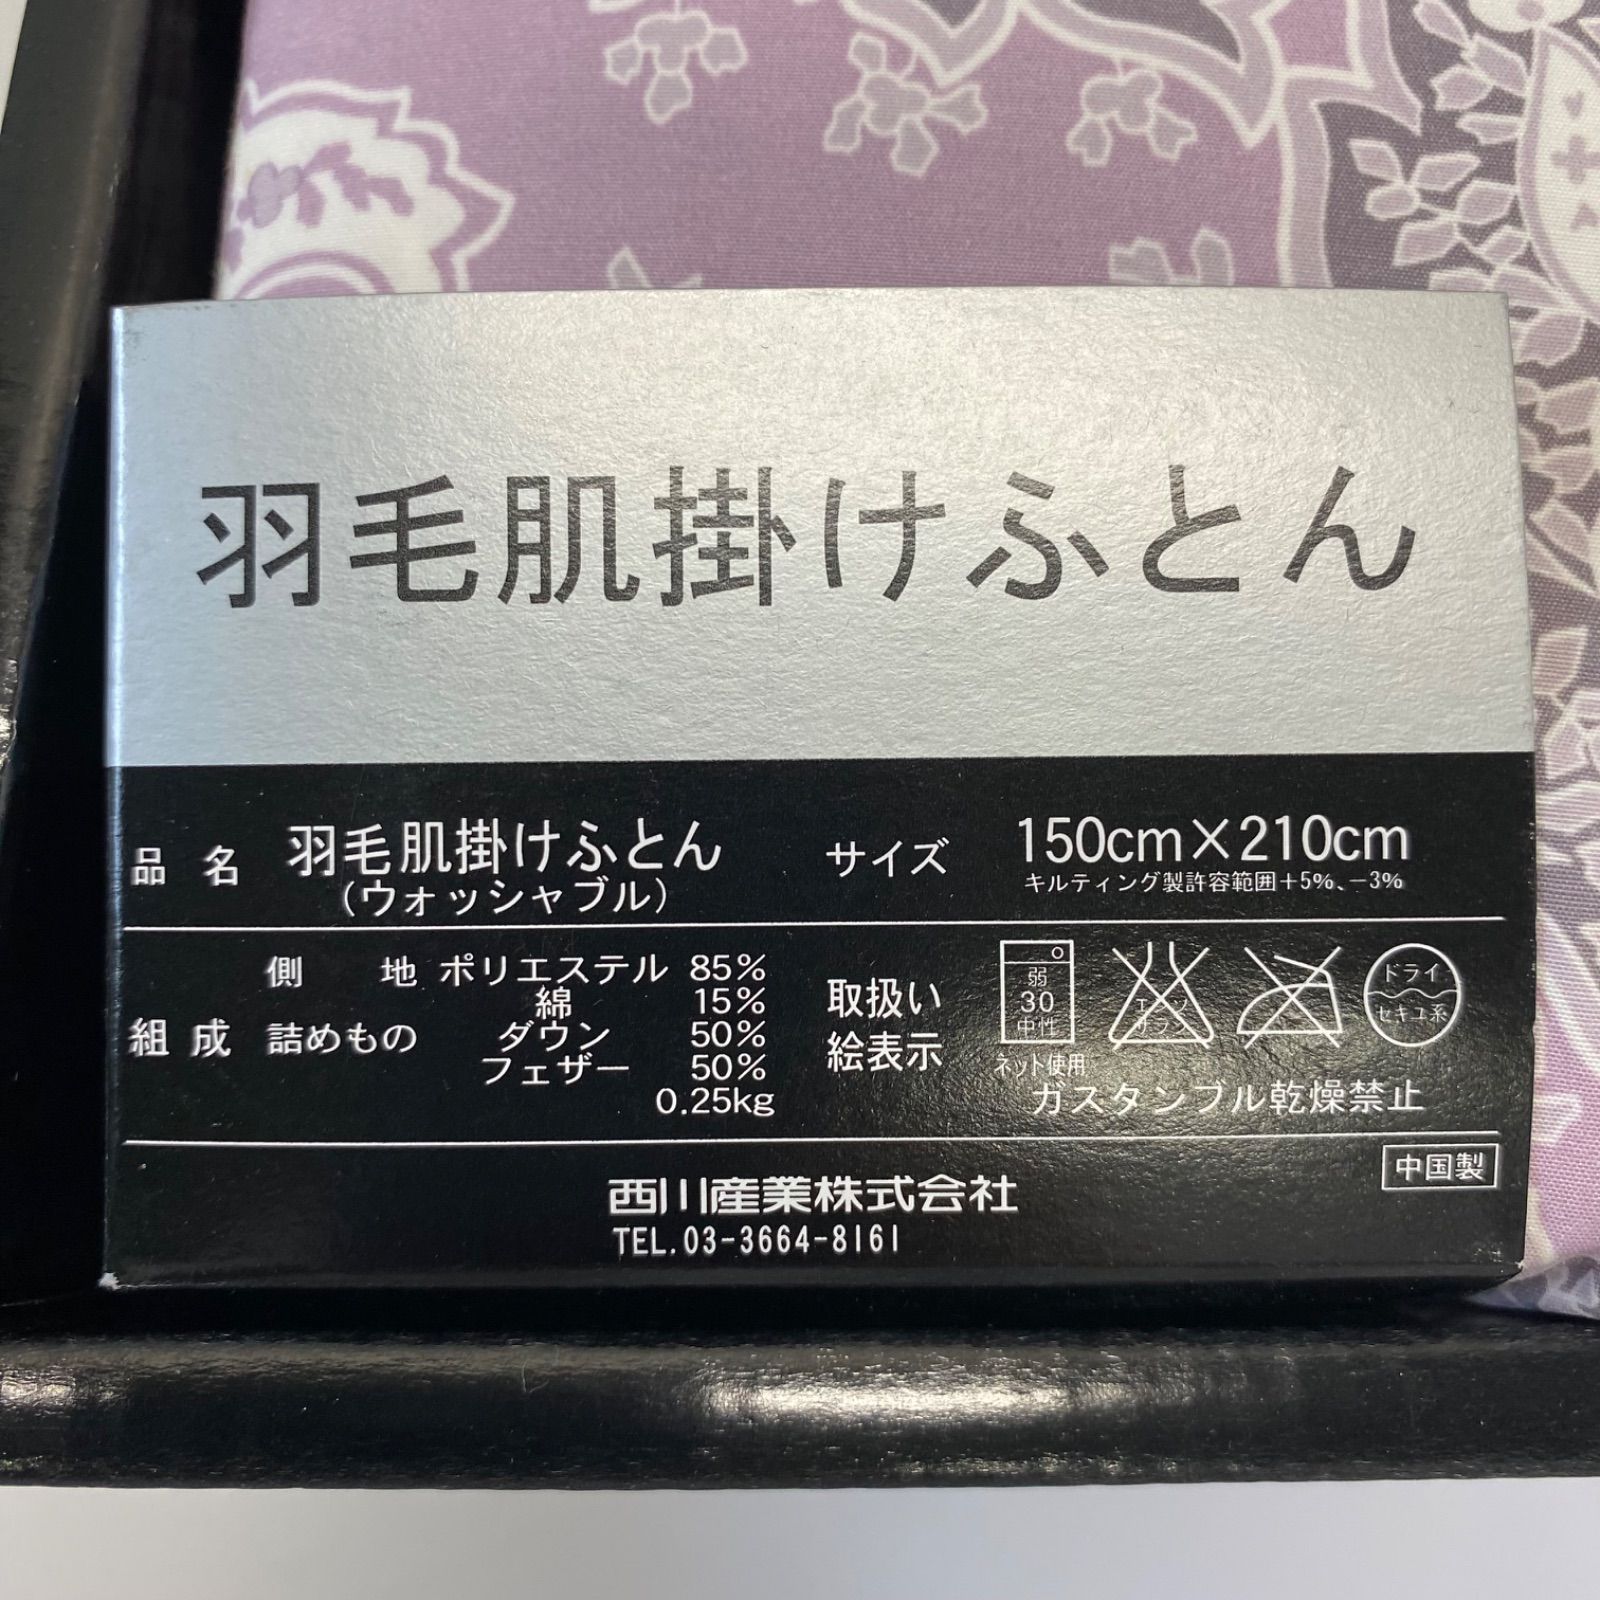 羽毛肌掛けふとん
品名 羽毛肌掛けふとん サイズ 150cm×210cm
(ウォッシャブル) キルティング製許容範囲+5%、-3%
組成 側地 ポリエステル 85%
綿 15%
詰めもの ダウン 50%
フェザー 50%
0.25kg
取扱い
絵表示
弱
30
中性
ネット使用
エンソ
サラシ
ドライ
セキユ系
ガスタンブル乾燥禁止
西川産業株式会社
TEL.03-3664-8161
中国製